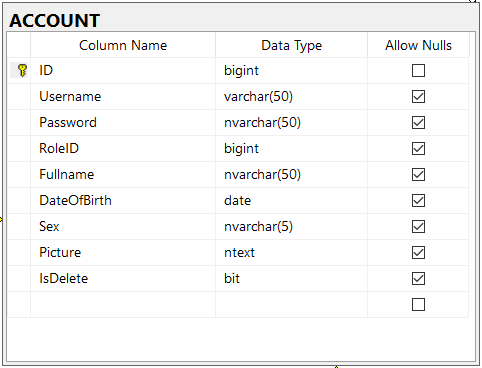 ACCOUNT
Column Name Data Type Allow Nulls
ID bigint
Username varchar(50)
Password nvarchar(50)
RoleID bigint
Fullname nvarchar(50)
DateOfBirth date
Sex nvarchar(5)
Picture ntext
IsDelete bit